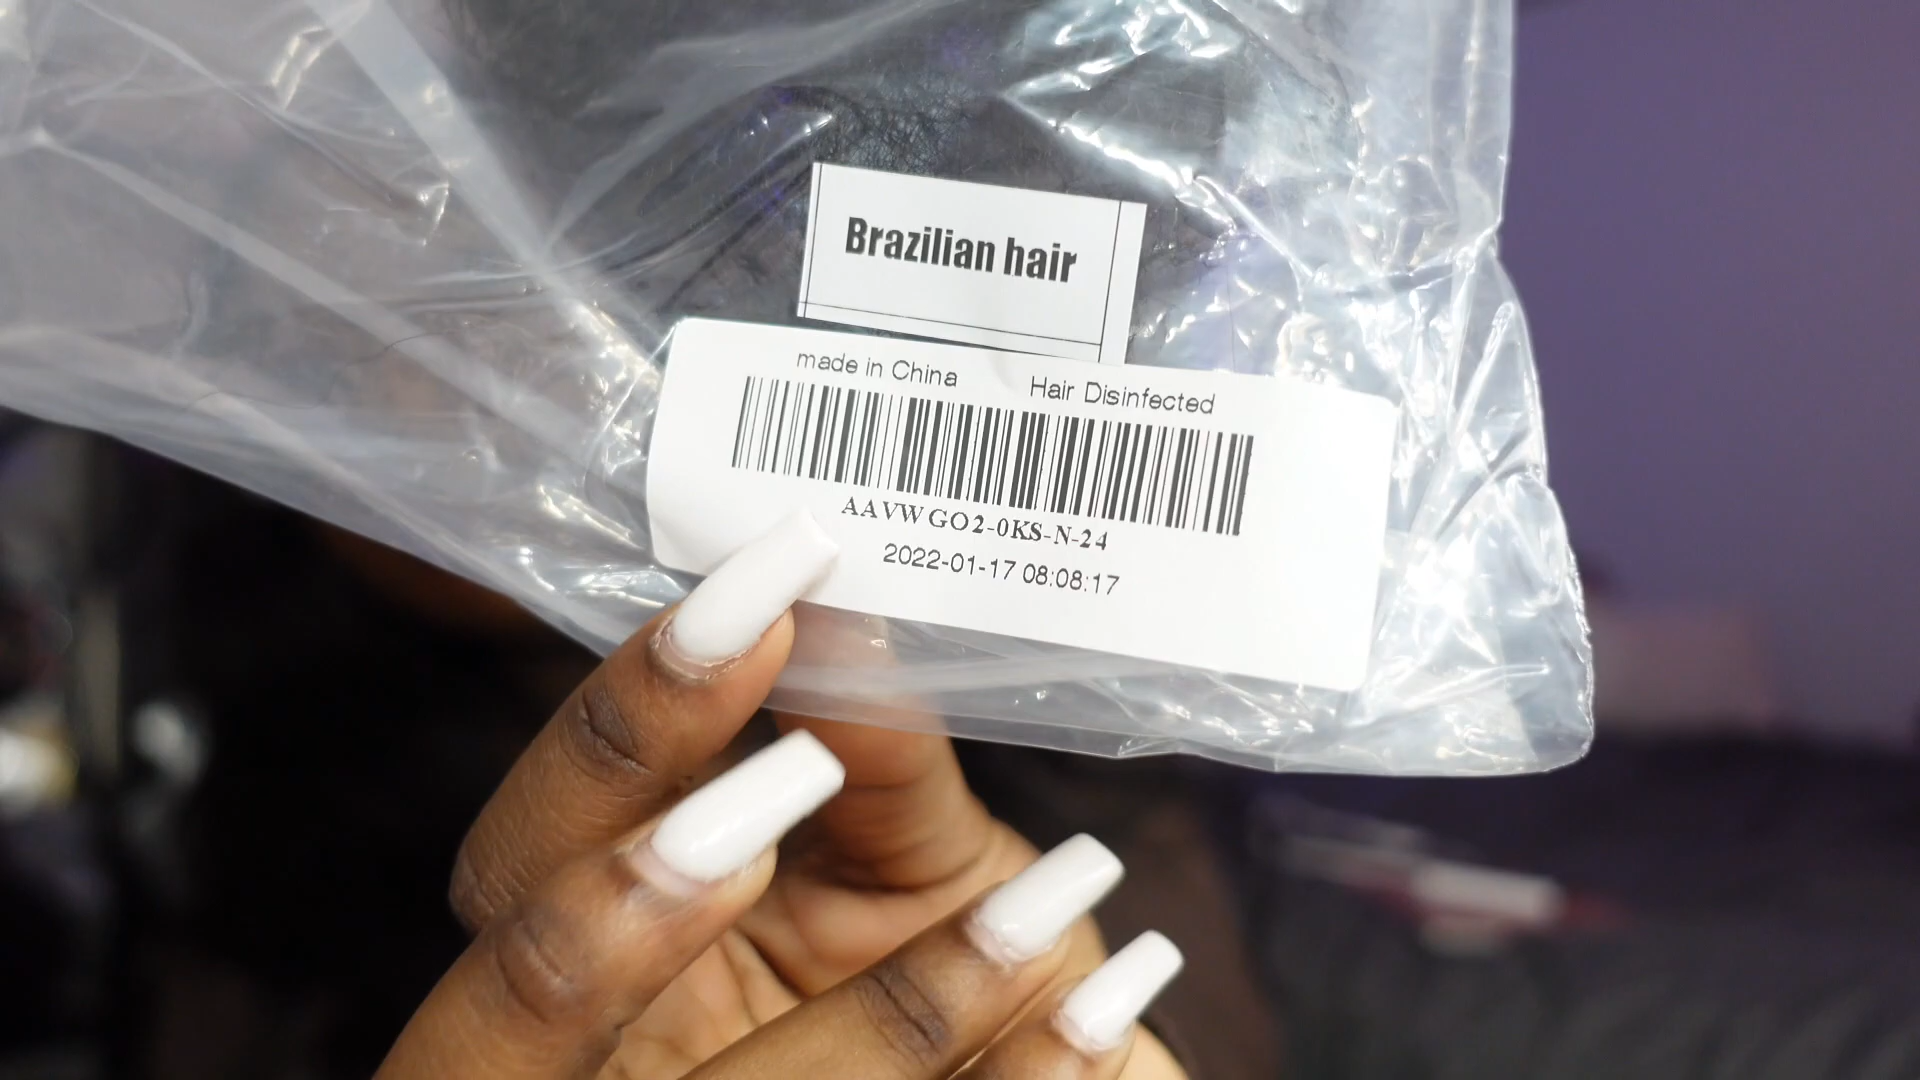 Brazilian hair
made in China Hair Disinfected
AAVWGO2-0KS-N-24
2022-01-17 08:08:17